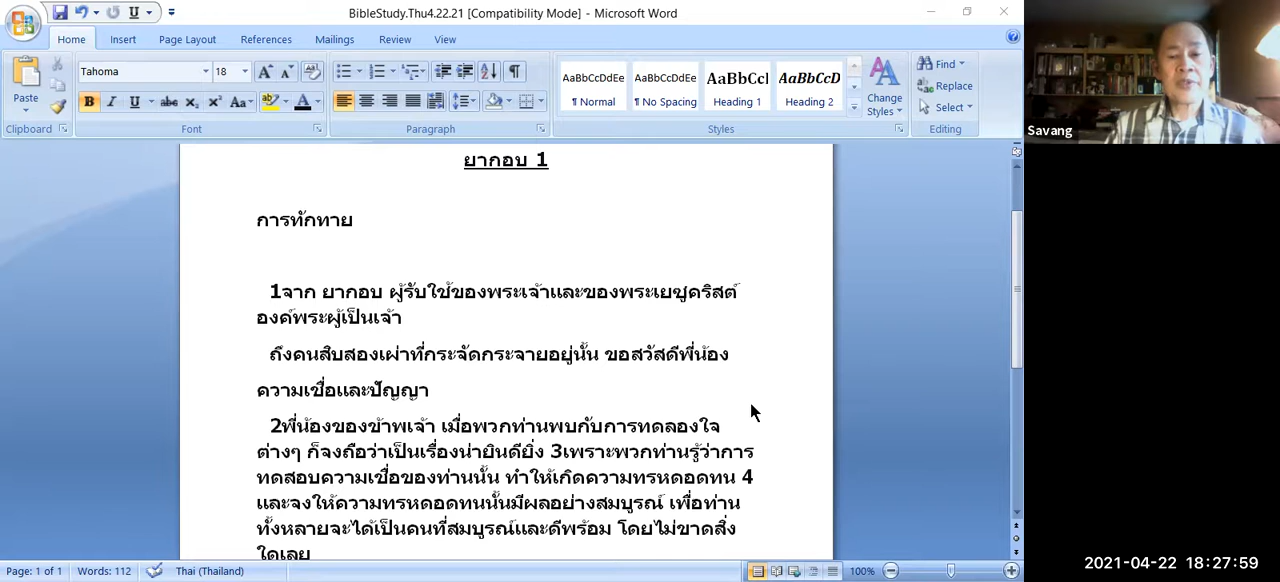 BibleStudy.Thu4.22.21 [Compatibility Mode] - Microsoft Word
Home Insert Page Layout References Mailings Review View
Tahoma 18 AaBbCcDdEe AaBbCcDdEe AaBbCcl AaBbCcD Find
Paste Replace
¶ Normal ¶ No Spacing Heading 1 Heading 2 Change Styles Select
Clipboard Font Paragraph Styles Editing
Savang
ยากอบ 1
การทักทาย
1จาก ยากอบ ผู้รับใช้ของพระเจ้าและของพระเยซูคริสต์
องค์พระผู้เป็นเจ้า
ถึงคนสิบสองเผ่าที่กระจัดกระจายอยู่นั้น ขอสวัสดีพี่น้อง
ความเชื่อและปัญญา
2พี่น้องของข้าพเจ้า เมื่อพวกท่านพบกับการทดลองใจ
ต่างๆ ก็จงถือว่าเป็นเรื่องน่ายินดียิ่ง 3เพราะพวกท่านรู้ว่าการ
ทดสอบความเชื่อของท่านนั้น ทำให้เกิดความทรหดอดทน 4
และจงให้ความทรหดอดทนนั้นมีผลอย่างสมบูรณ์ เพื่อท่าน
ทั้งหลายจะได้เป็นคนที่สมบูรณ์และดีพร้อม โดยไม่ขาดสิ่ง
ใดเลย
Page: 1 of 1 Words: 112 Thai (Thailand) 100%
2021-04-22 18:27:59